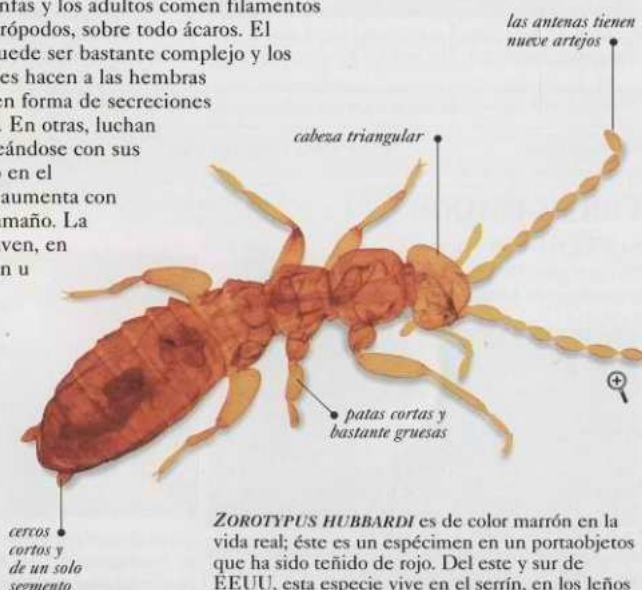 nfas y los adultos comen filamentos
rópodos, sobre todo ácaros. El
uede ser bastante complejo y los
es hacen a las hembras
en forma de secreciones
. En otras, luchan
eándose con sus
o en el
aumenta con
maño. La
iven, en
n u
las antenas tienen
nueve artejos
cabeza triangular
patas cortas y
bastante gruesas
cercos
cortos y
de un solo
segmento
ZOROTYPUS HUBBARDI es de color marrón en la
vida real; éste es un espécimen en un portaobjetos
que ha sido teñido de rojo. Del este y sur de
EEUU, esta especie vive en el serrín, en los leños